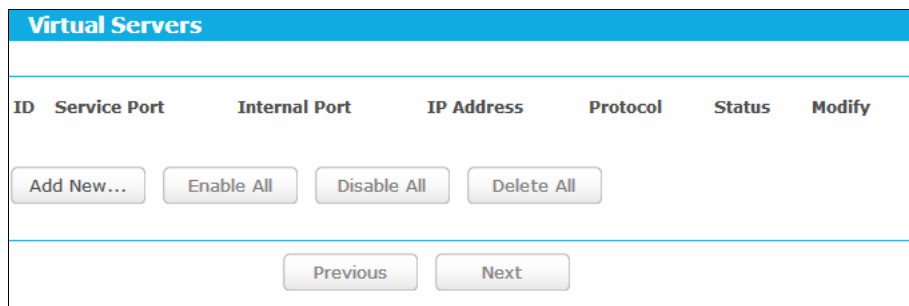 Virtual Servers
ID Service Port Internal Port IP Address Protocol Status Modify
Add New... Enable All Disable All Delete All
Previous Next